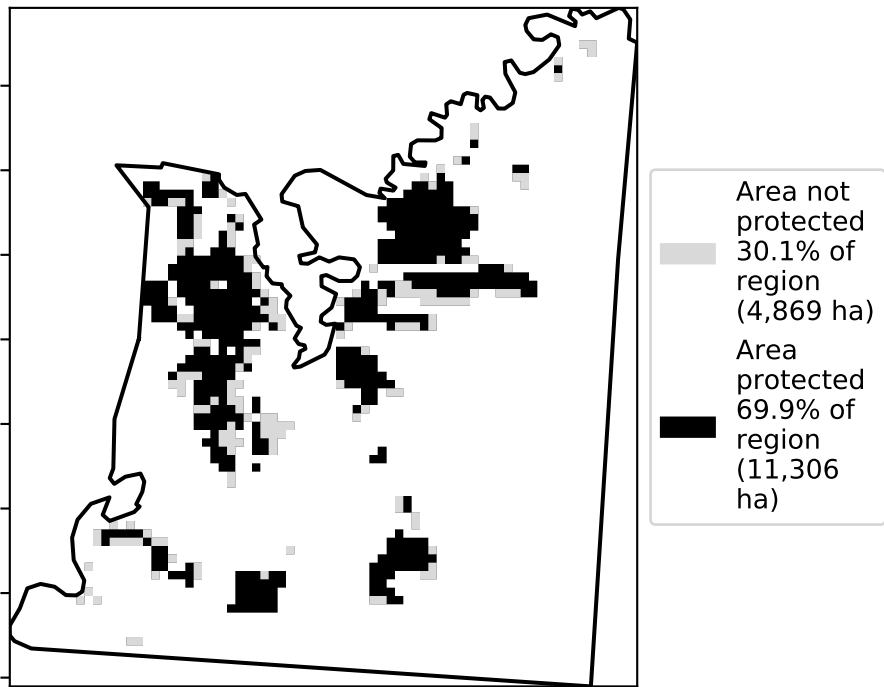 Area not
protected
30.1% of
region
(4,869 ha)
Area
protected
69.9% of
region
(11,306
ha)